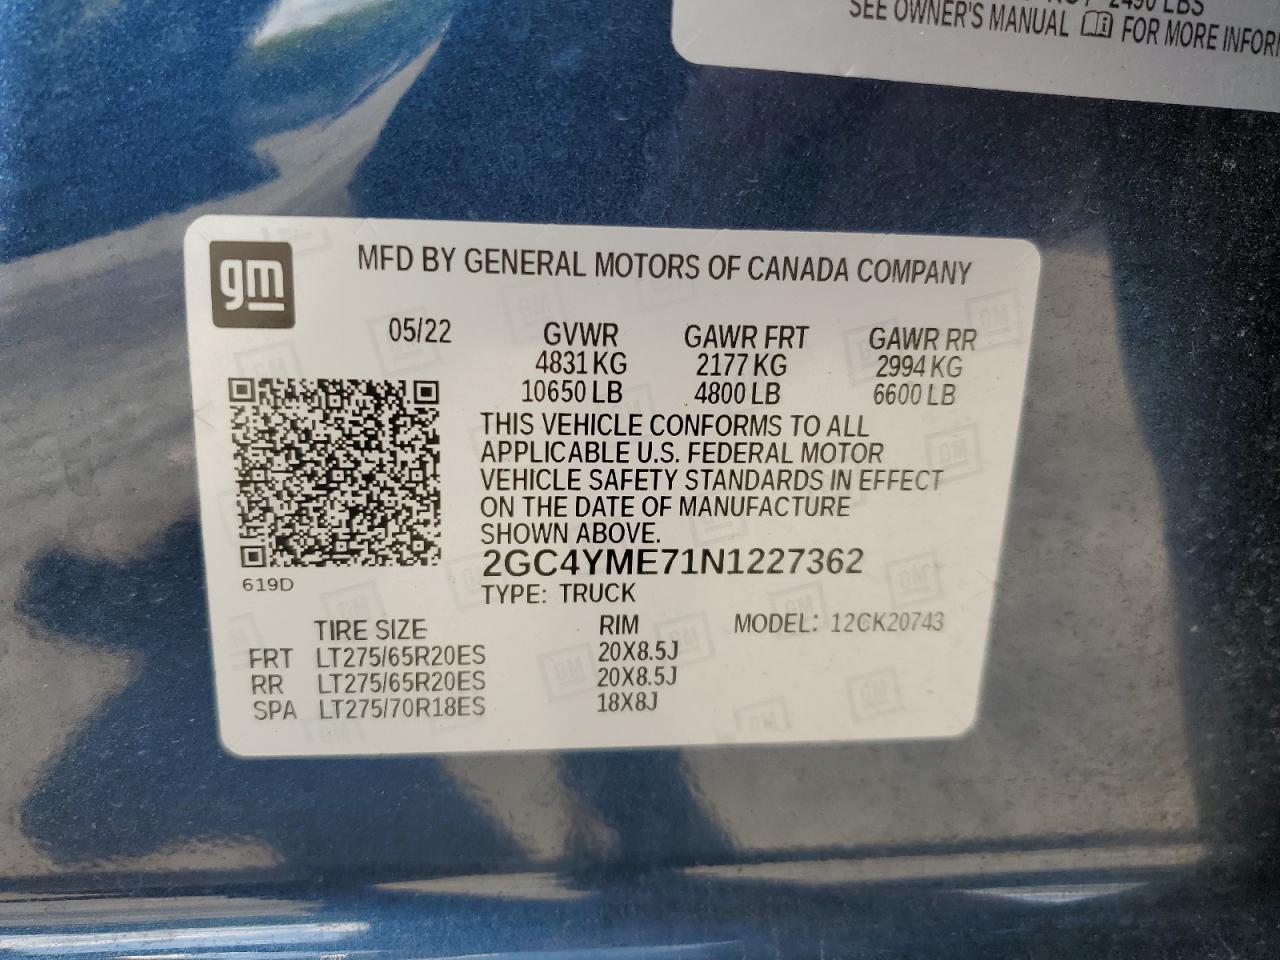 2490 LBS
SEE OWNER'S MANUAL FOR MORE
gm
MFD BY GENERAL MOTORS OF CANADA COMPANY
05/22 GVWR GAWR FRT GAWR RR
4831 KG 2177 KG 2994 KG
10650 LB 4800 LB 6600 LB
THIS VEHICLE CONFORMS TO ALL
APPLICABLE U.S. FEDERAL MOTOR
VEHICLE SAFETY STANDARDS IN EFFECT
ON THE DATE OF MANUFACTURE
SHOWN ABOVE.
2GC4YME71N1227362
619D
TYPE: TRUCK
TIRE SIZE RIM MODEL: 12CK20743
FRT LT275/65R20ES 20X8.5J
RR LT275/65R20ES 20X8.5J
SPA LT275/70R18ES 18X8J